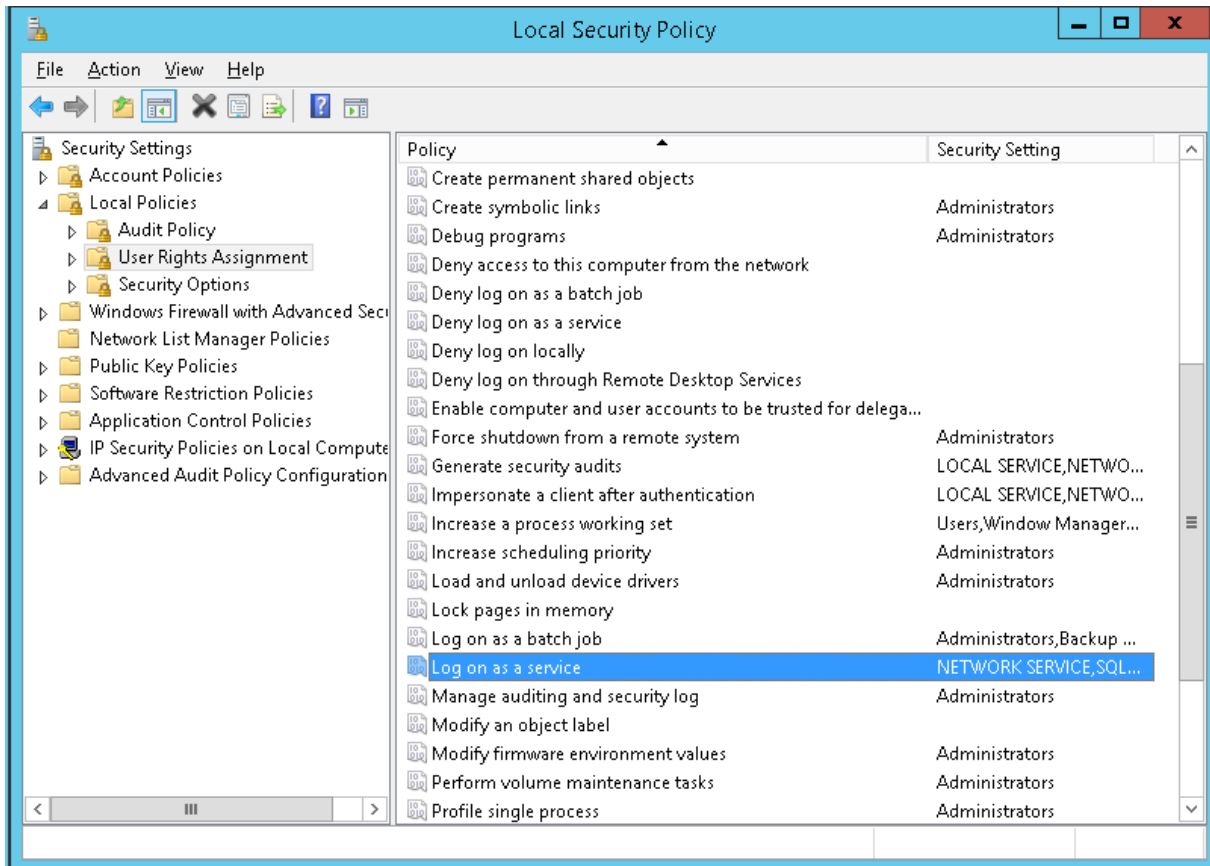 Local Security Policy
File Action View Help
Security Settings
Account Policies
Local Policies
Audit Policy
User Rights Assignment
Security Options
Windows Firewall with Advanced Secu
Network List Manager Policies
Public Key Policies
Software Restriction Policies
Application Control Policies
IP Security Policies on Local Compute
Advanced Audit Policy Configuration
Policy Security Setting
Create permanent shared objects
Create symbolic links Administrators
Debug programs Administrators
Deny access to this computer from the network
Deny log on as a batch job
Deny log on as a service
Deny log on locally
Deny log on through Remote Desktop Services
Enable computer and user accounts to be trusted for delega...
Force shutdown from a remote system Administrators
Generate security audits LOCAL SERVICE,NETWO...
Impersonate a client after authentication LOCAL SERVICE,NETWO...
Increase a process working set Users,Window Manager...
Increase scheduling priority Administrators
Load and unload device drivers Administrators
Lock pages in memory
Log on as a batch job Administrators,Backup ...
Log on as a service NETWORK SERVICE,SQL...
Manage auditing and security log Administrators
Modify an object label
Modify firmware environment values Administrators
Perform volume maintenance tasks Administrators
Profile single process Administrators